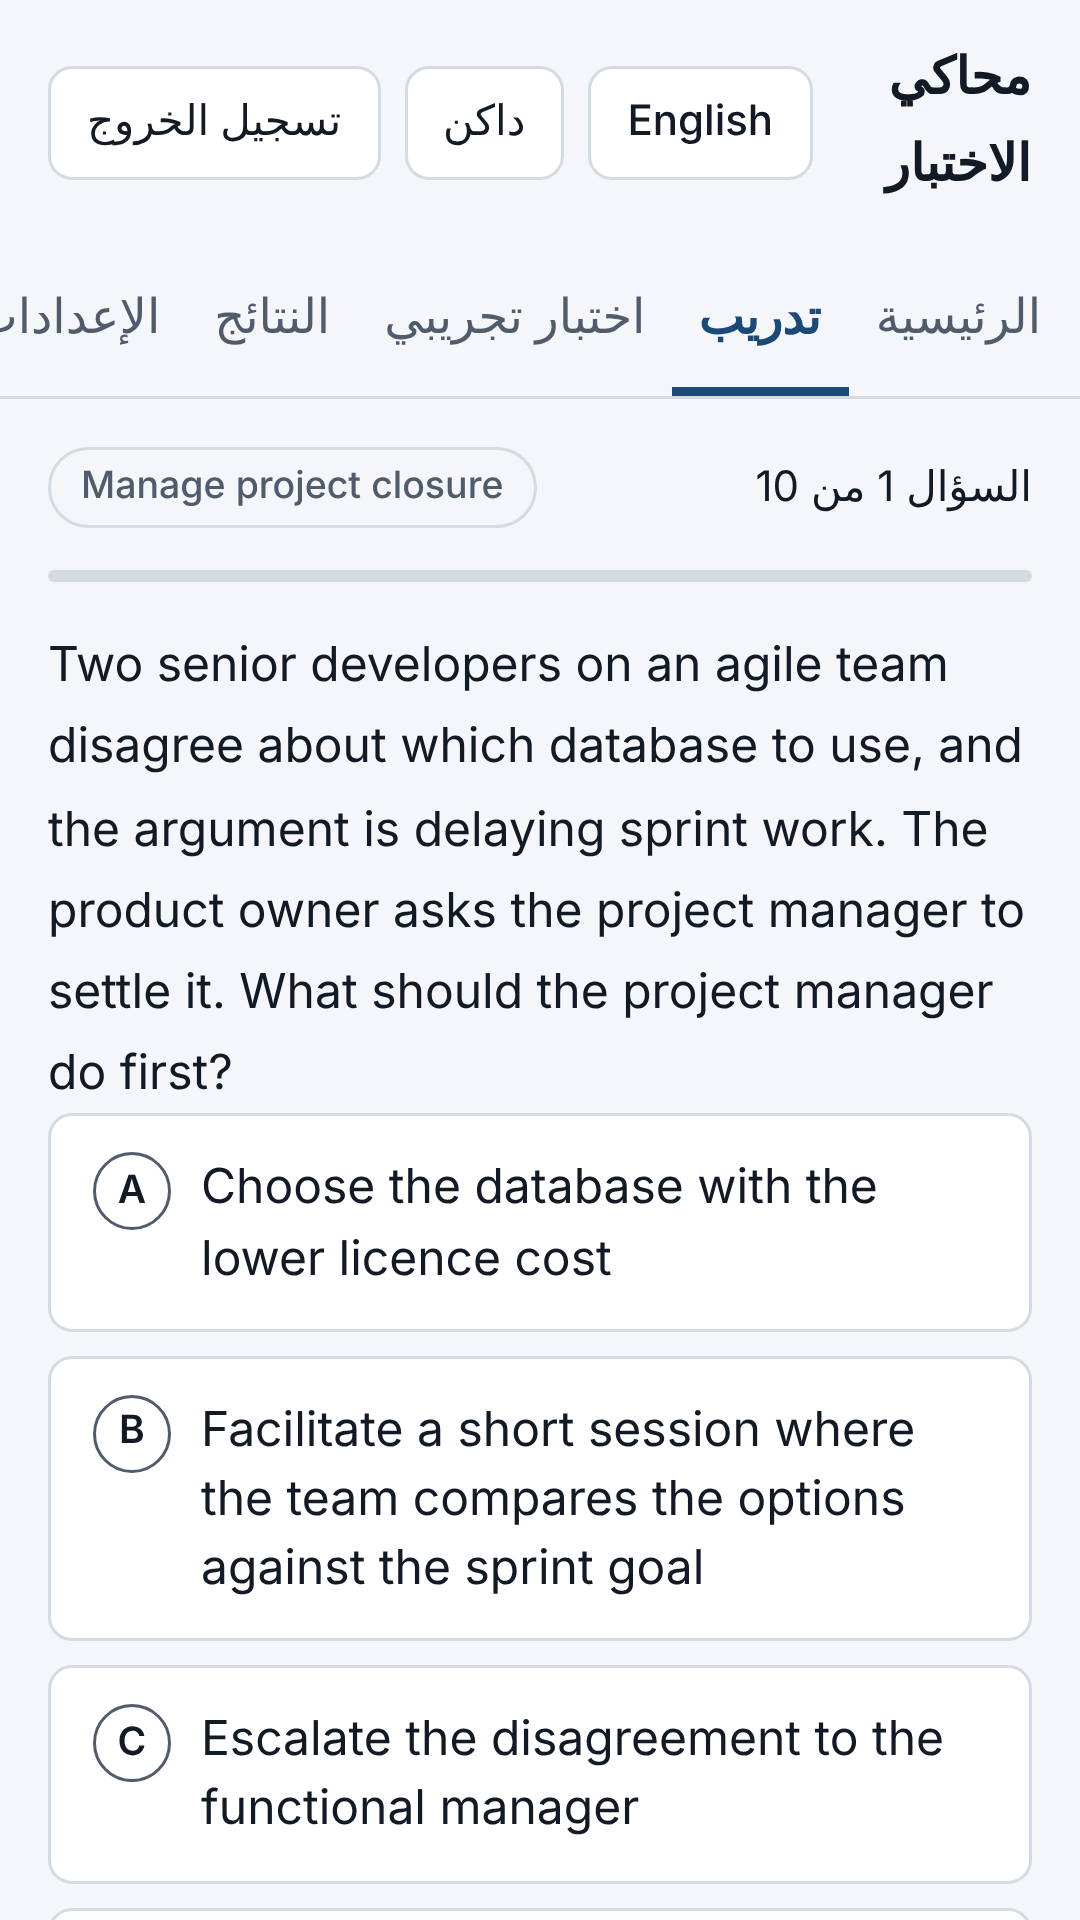 محاكي
الاختبار
English
داكن
تسجيل الخروج
الرئيسية
تدريب
اختبار تجريبي
النتائج
السؤال 1 من 10
Manage project closure
Two senior developers on an agile team
disagree about which database to use, and
the argument is delaying sprint work. The
product owner asks the project manager to
settle it. What should the project manager
do first?
A
Choose the database with the
lower licence cost
B
Facilitate a short session where
the team compares the options
against the sprint goal
C
Escalate the disagreement to the
functional manager